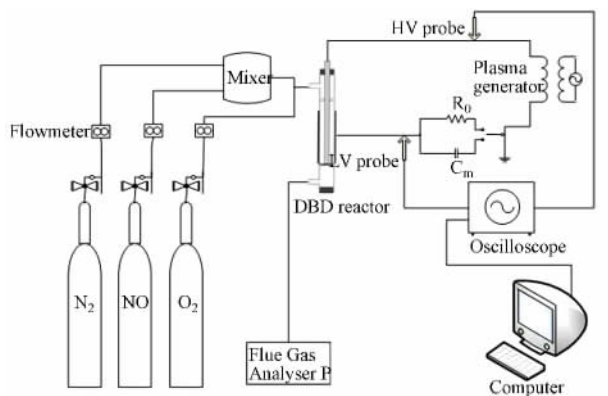 HV probe
Mixer
Plasma
generator
Flowmeter
R0
LV probe
Cm
DBD reactor
Oscilloscope
N2
NO
O2
Flue Gas
Analyser P
Computer